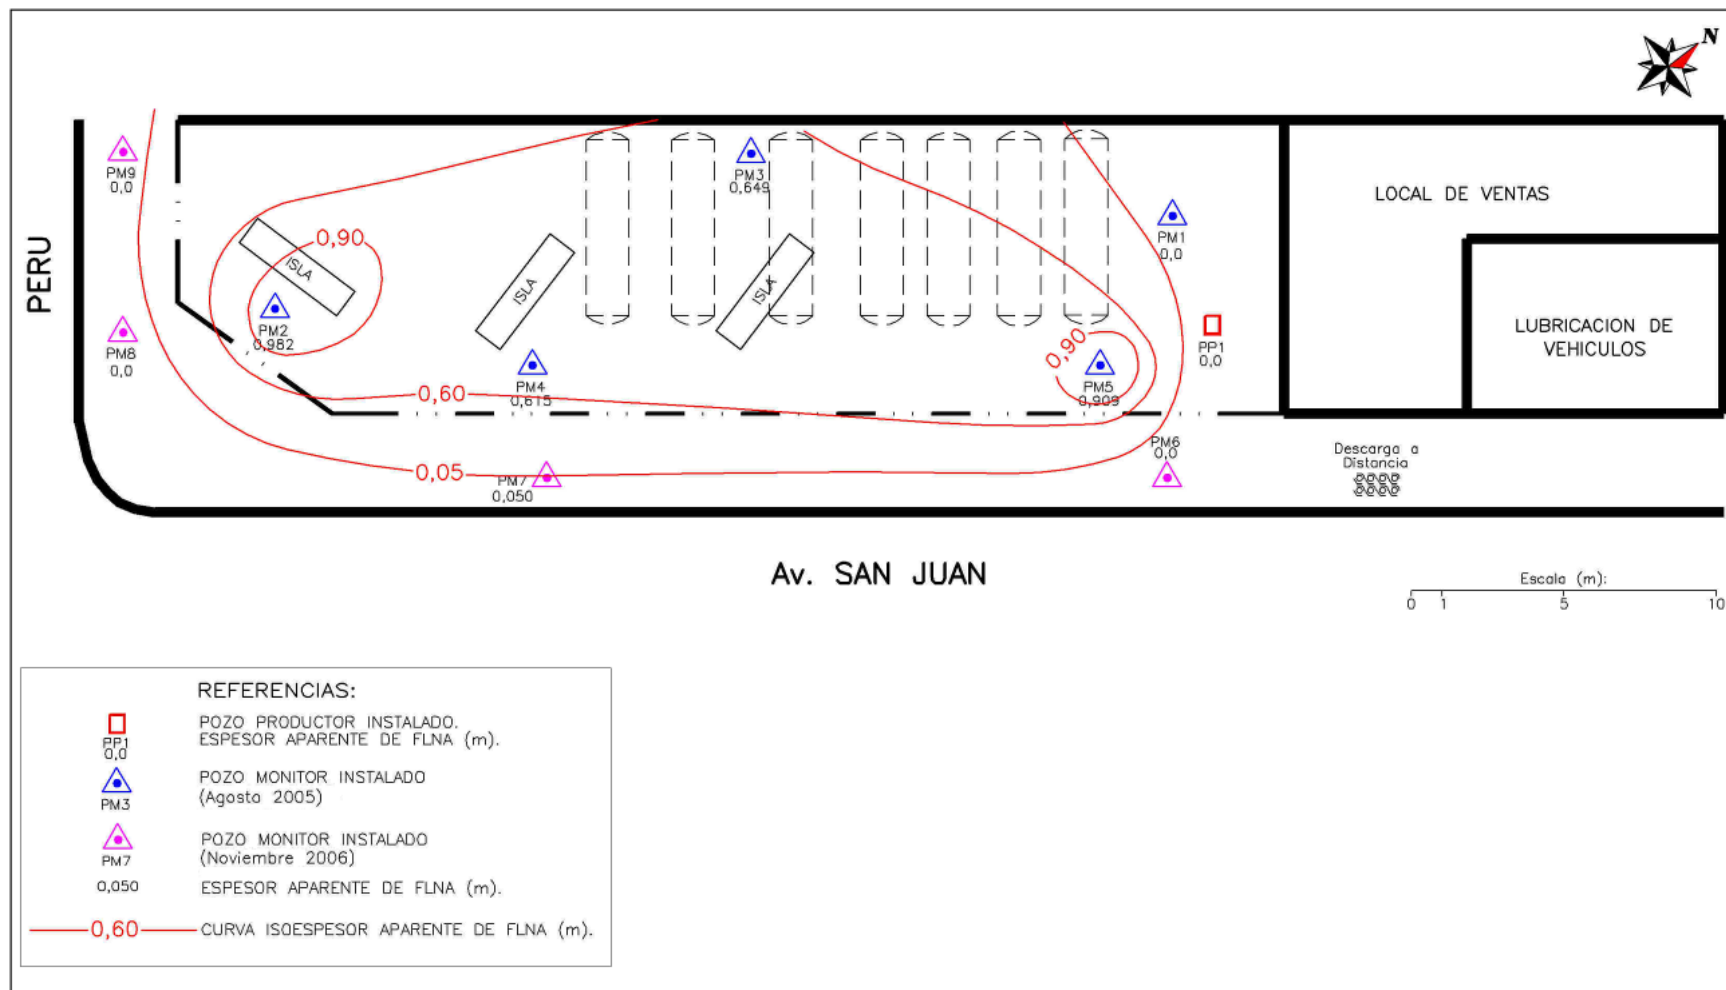 N
PM9
0,0
PM3
0,649
LOCAL DE VENTAS
PERU
0,90
ISLA
ISLA
ISLA
PM1
0,0
PM2
0,982
PM8
0,0
PM4
0,615
0,90
PM5
0,909
PP1
0,0
LUBRICACION DE
VEHICULOS
0,60
0,05
PM7
0,050
PM6
0,0
Descarga a
Distancia
Av. SAN JUAN
Escala (m):
0 1 5 10
REFERENCIAS:
PP1
0,0
POZO PRODUCTOR INSTALADO.
ESPESOR APARENTE DE FLNA (m).
PM3
POZO MONITOR INSTALADO
(Agosto 2005)
PM7
POZO MONITOR INSTALADO
(Noviembre 2006)
0,050 ESPESOR APARENTE DE FLNA (m).
0,60 CURVA ISOESPESOR APARENTE DE FLNA (m).